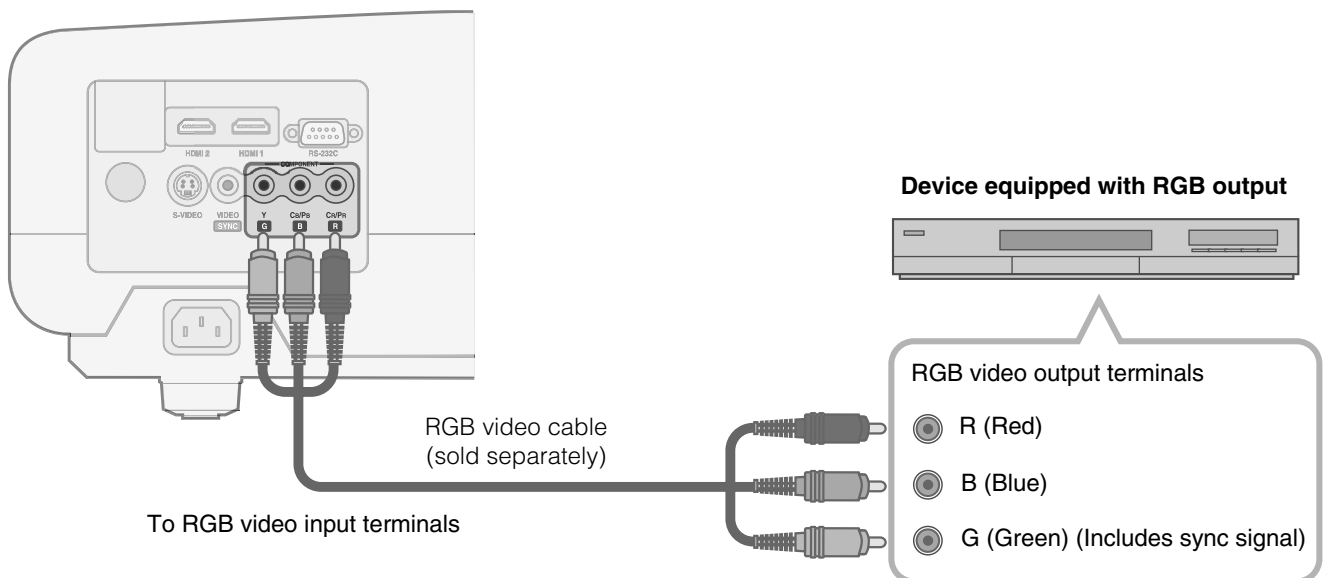 HDMI 2
HDMI 1
RS-232C
COMPONENT
S-VIDEO
VIDEO
Y
CB/PB
CR/PR
SYNC
G
B
R
Device equipped with RGB output
RGB video output terminals
R (Red)
B (Blue)
G (Green) (Includes sync signal)
RGB video cable
(sold separately)
To RGB video input terminals